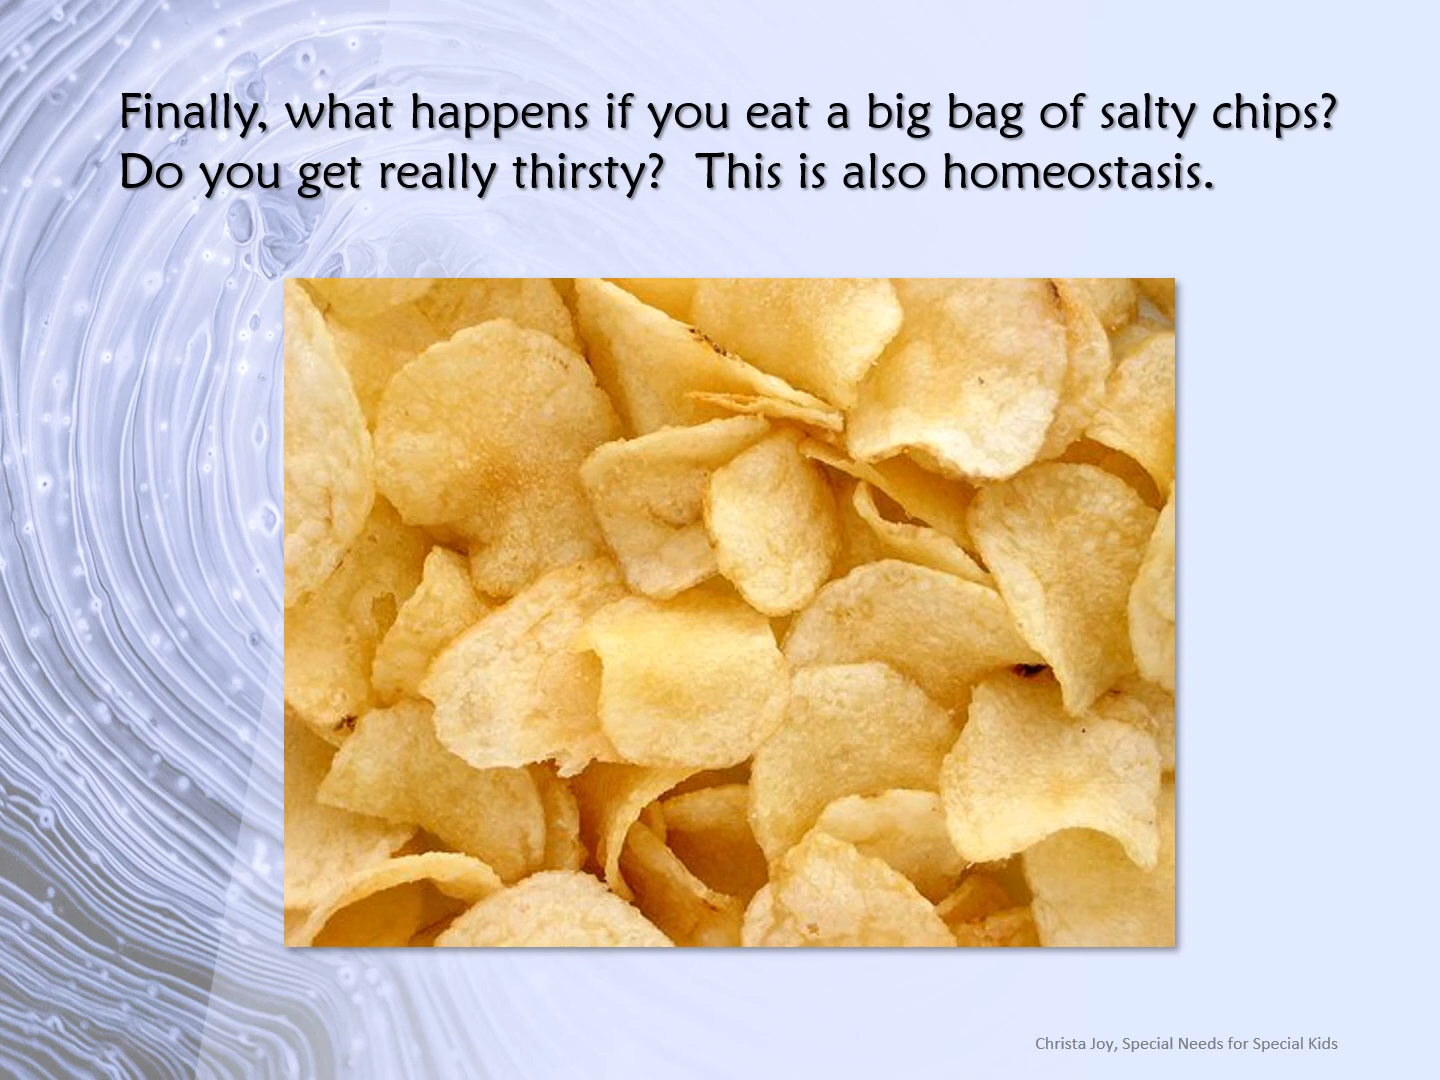 Finally, what happens if you eat a big bag of salty chips?
Do you get really thirsty?  This is also homeostasis.
Christa Joy, Special Needs for Special Kids